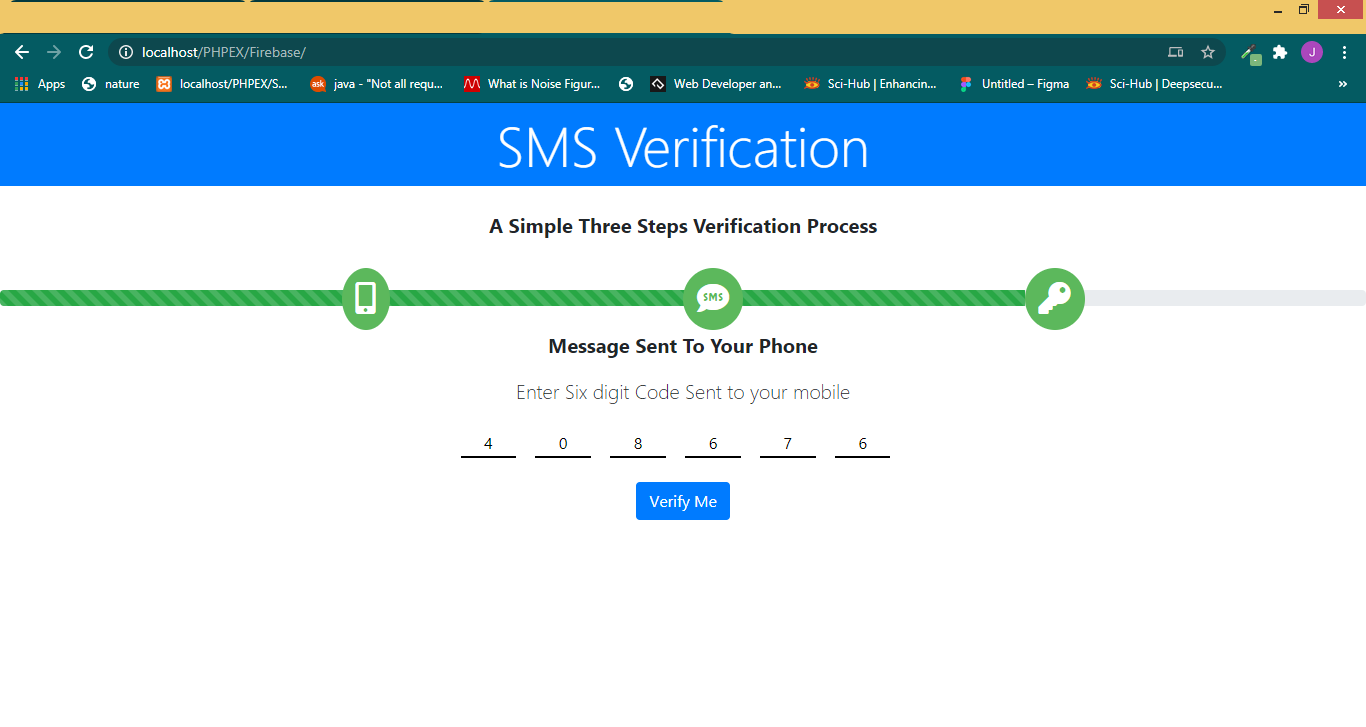 localhost/PHPEX/Firebase/
J
Apps
nature
localhost/PHPEX/S...
ask
java - "Not all requ...
What is Noise Figur...
Web Developer an...
Sci-Hub | Enhancin...
Untitled – Figma
Sci-Hub | Deepsecu...
»
SMS Verification
A Simple Three Steps Verification Process
SMS
Message Sent To Your Phone
Enter Six digit Code Sent to your mobile
4 0 8 6 7 6
Verify Me